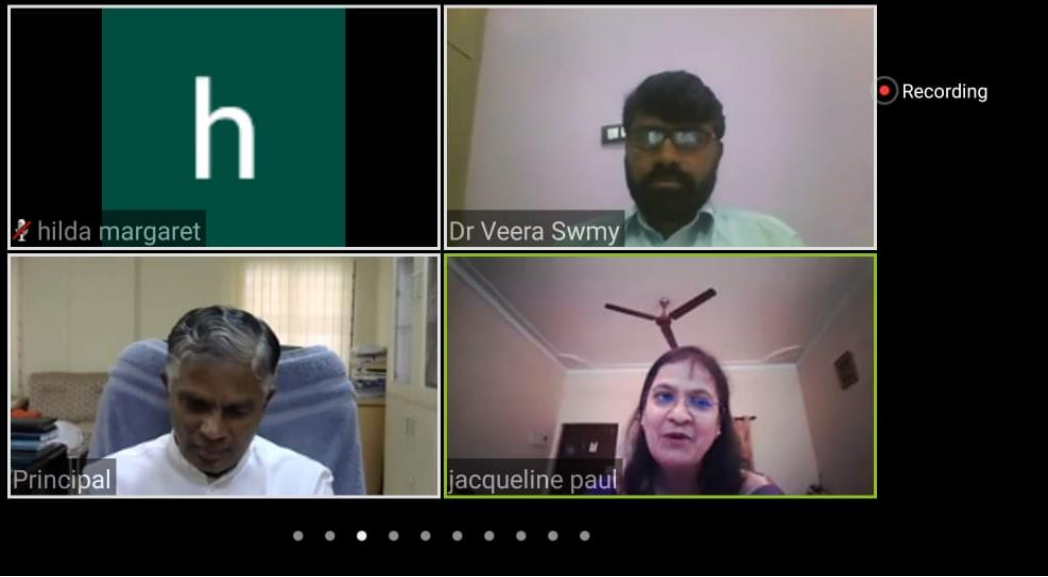 h
hilda margaret
Dr Veera Swmy
Recording
Principal
jacqueline paul